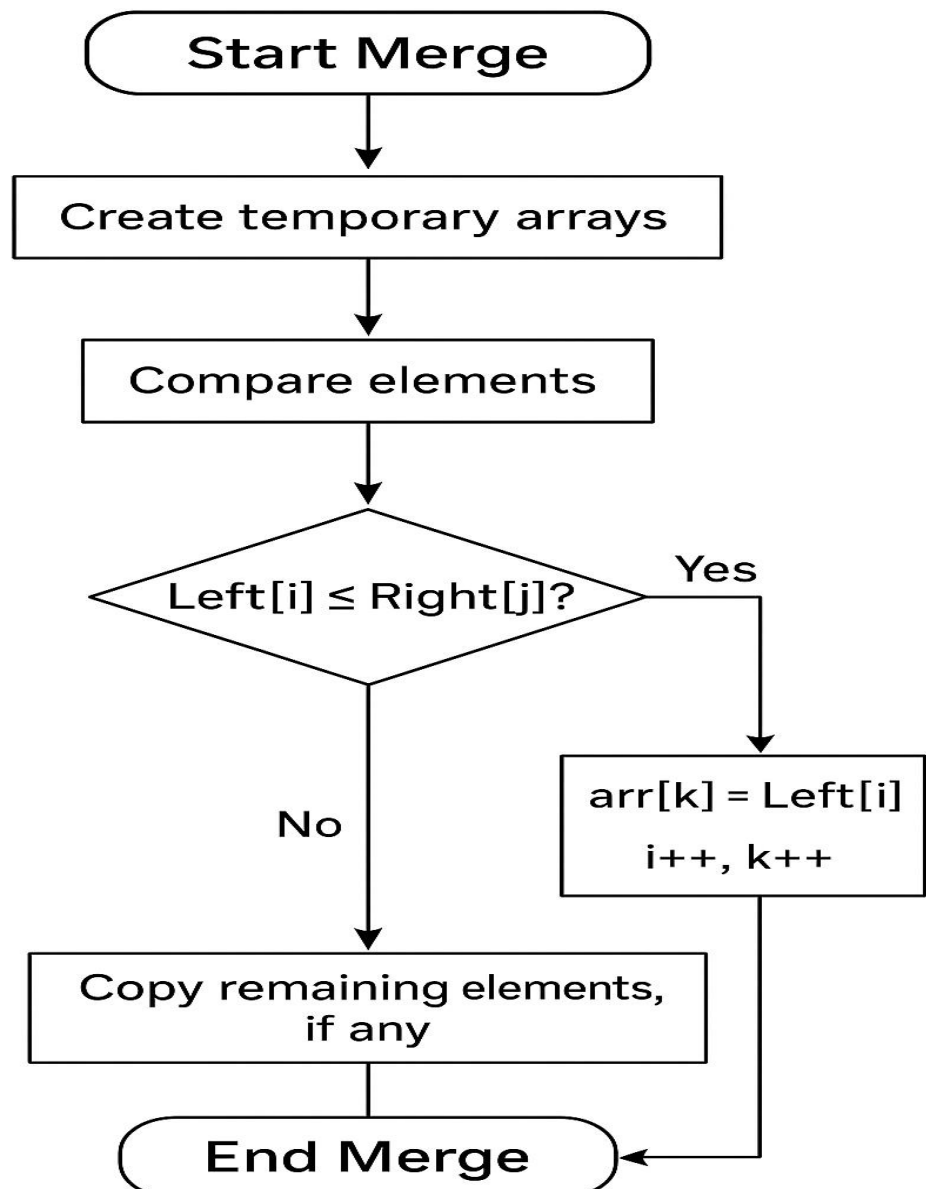 Start Merge
Create temporary arrays
Compare elements
Left[i] ≤ Right[j]?
Yes
arr[k] = Left[i]
i++, k++
No
Copy remaining elements,
if any
End Merge